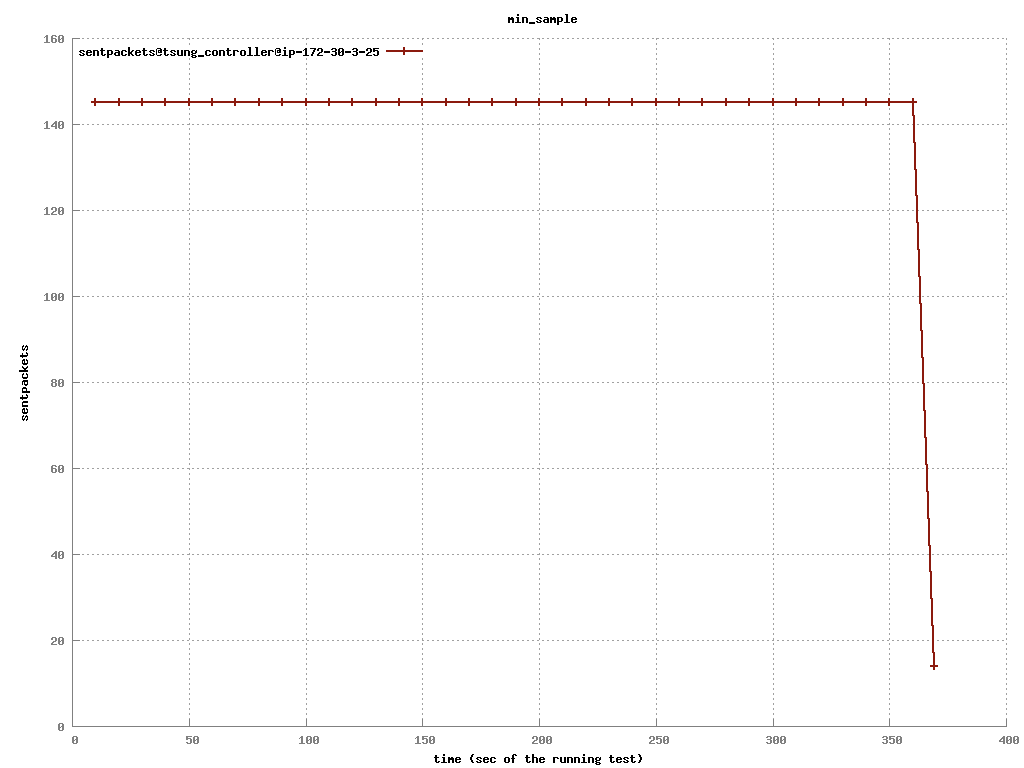 min_sample
160
sentpackets@tsung_controller@ip-172-30-3-25
140
120
100
80
60
40
20
0
sentpackets
0 50 100 150 200 250 300 350 400
time (sec of the running test)